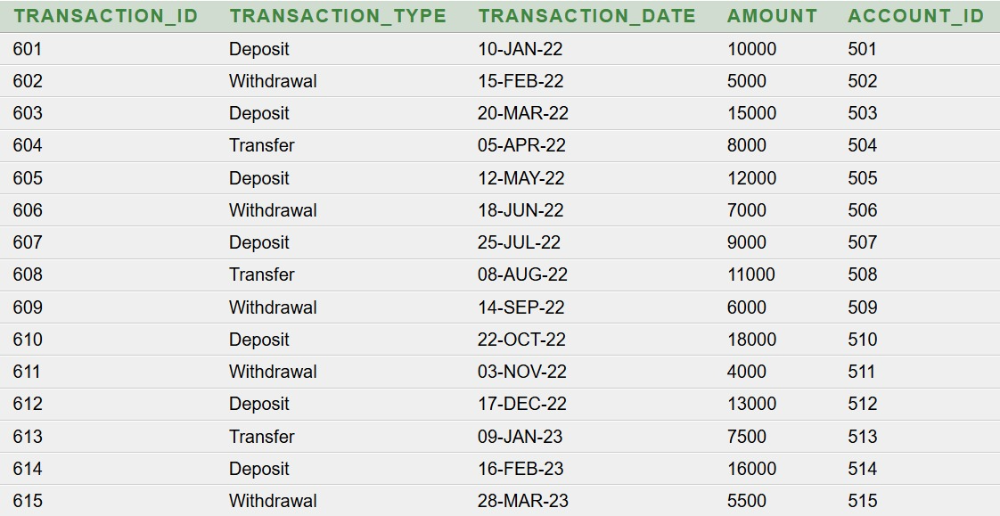 TRANSACTION_ID TRANSACTION_TYPE TRANSACTION_DATE AMOUNT ACCOUNT_ID
601 Deposit 10-JAN-22 10000 501
602 Withdrawal 15-FEB-22 5000 502
603 Deposit 20-MAR-22 15000 503
604 Transfer 05-APR-22 8000 504
605 Deposit 12-MAY-22 12000 505
606 Withdrawal 18-JUN-22 7000 506
607 Deposit 25-JUL-22 9000 507
608 Transfer 08-AUG-22 11000 508
609 Withdrawal 14-SEP-22 6000 509
610 Deposit 22-OCT-22 18000 510
611 Withdrawal 03-NOV-22 4000 511
612 Deposit 17-DEC-22 13000 512
613 Transfer 09-JAN-23 7500 513
614 Deposit 16-FEB-23 16000 514
615 Withdrawal 28-MAR-23 5500 515